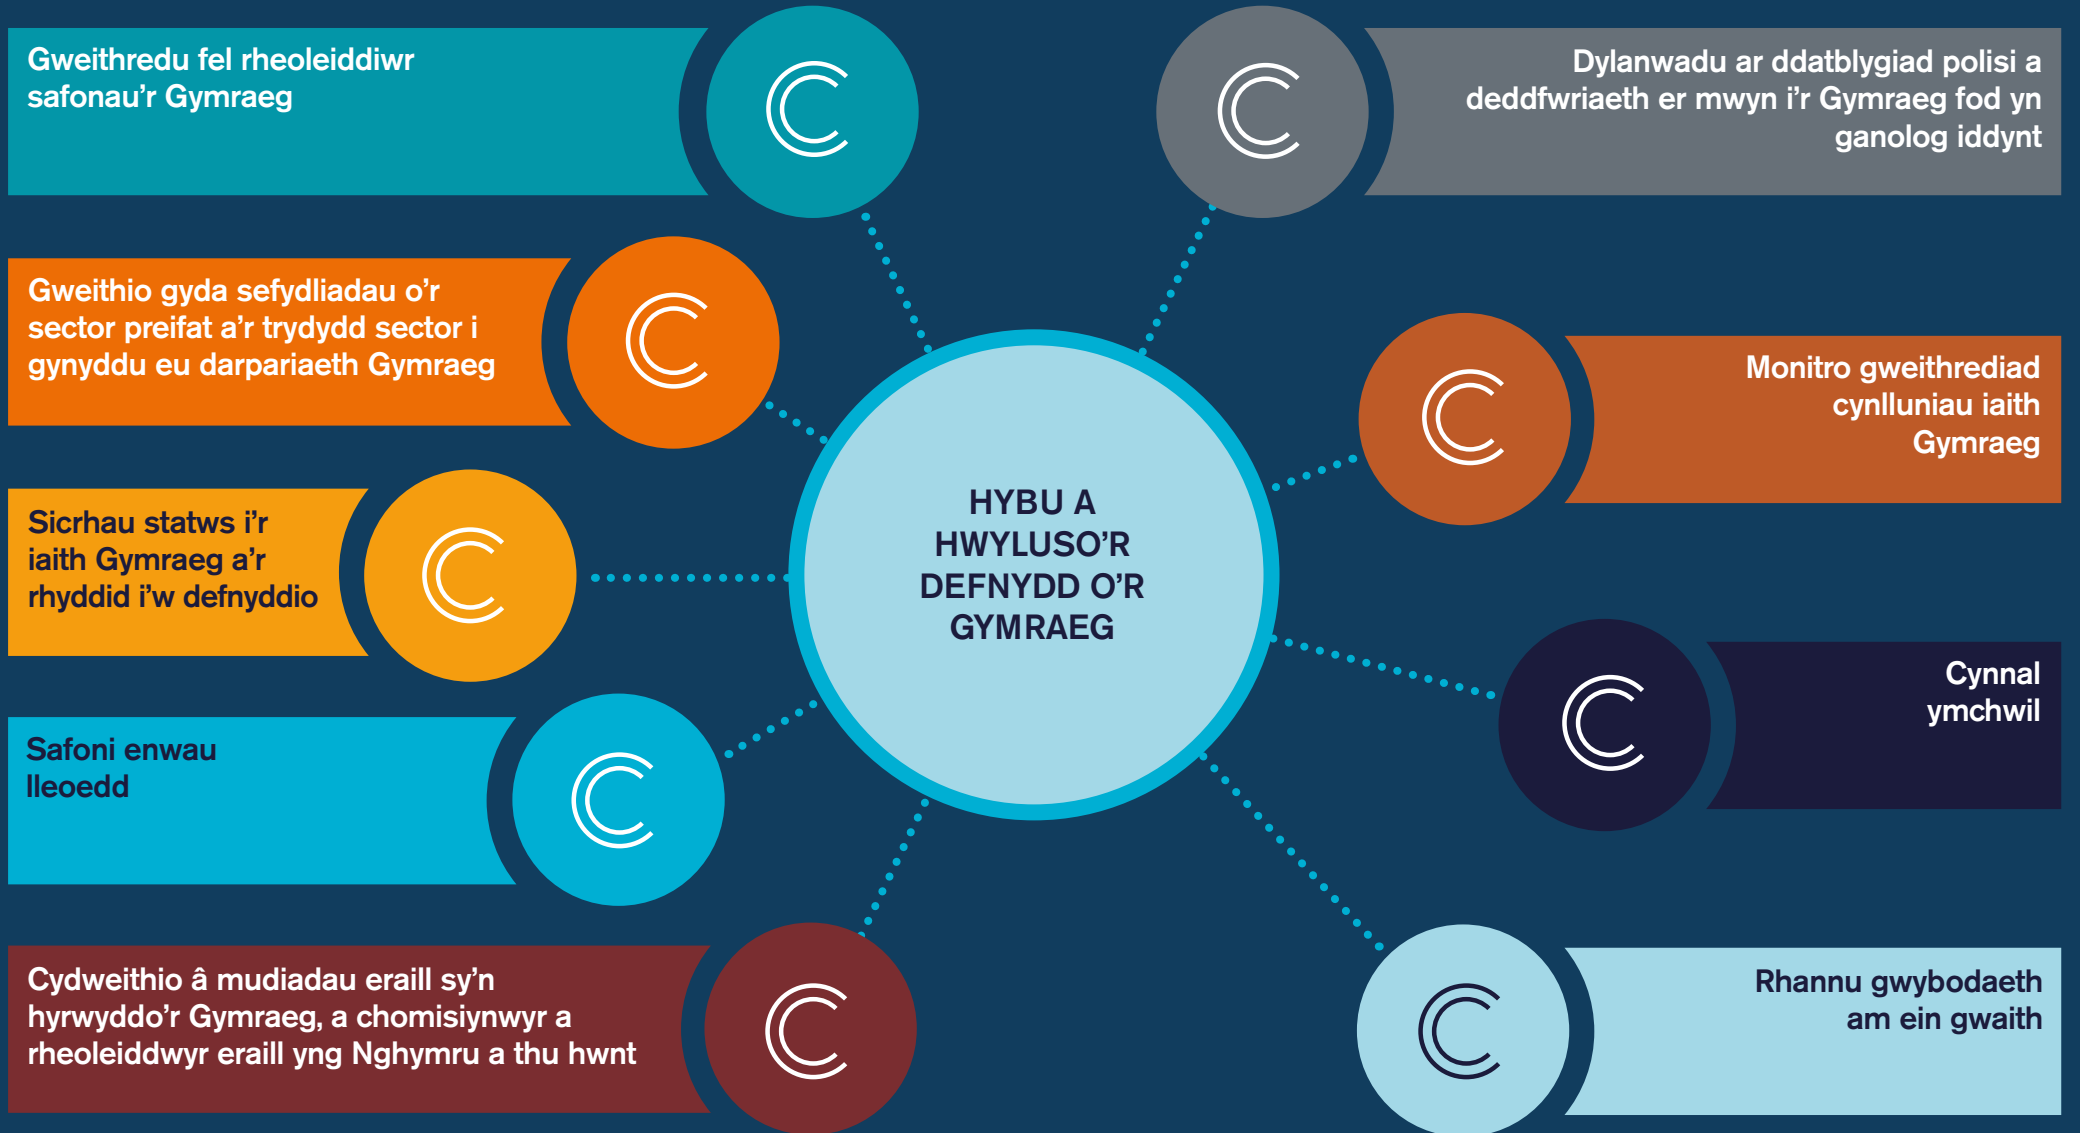 Gweithredu fel rheoleiddiwr
safonau’r Gymraeg
Gweithio gyda sefydliadau o’r
sector preifat a’r trydydd sector i
gynyddu eu darpariaeth Gymraeg
Sicrhau statws i’r
iaith Gymraeg a’r
rhyddid i’w defnyddio
Safoni enwau
lleoedd
Cydweithio â mudiadau eraill sy’n
hyrwyddo’r Gymraeg, a chomisiynwyr a
rheoleiddwyr eraill yng Nghymru a thu hwnt
HYBU A
HWYLUSO’R
DEFNYDD O’R
GYMRAEG
Dylanwadu ar ddatblygiad polisi a
deddfwriaeth er mwyn i’r Gymraeg fod yn
ganolog iddynt
Monitro gweithrediad
cynlluniau iaith
Gymraeg
Cynnal
ymchwil
Rhannu gwybodaeth
am ein gwaith